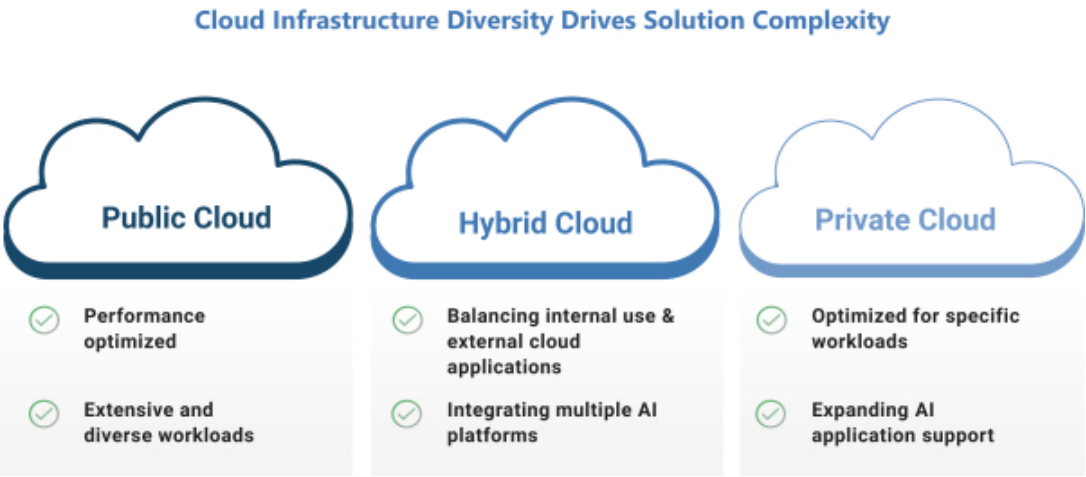 Cloud Infrastructure Diversity Drives Solution Complexity
Public Cloud
Performance
optimized
Extensive and
diverse workloads
Hybrid Cloud
Balancing internal use &
external cloud
applications
Integrating multiple AI
platforms
Private Cloud
Optimized for specific
workloads
Expanding AI
application support